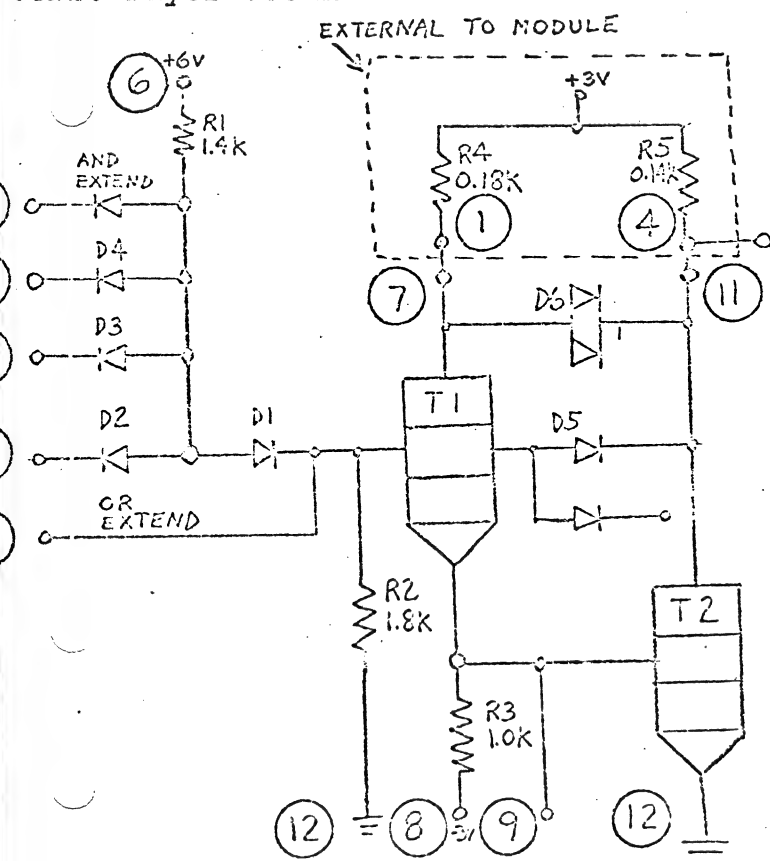 EXTERNAL TO MODULE
+6V
6
R1
1.4K
+3V
AND
EXTEND
R4
0.18K
R5
0.14K
1
4
D4
7
D6
11
D3
T1
D2
D1
D5
OR
EXTEND
R2
1.8K
T2
R3
1.0K
12
8
-3V
9
12